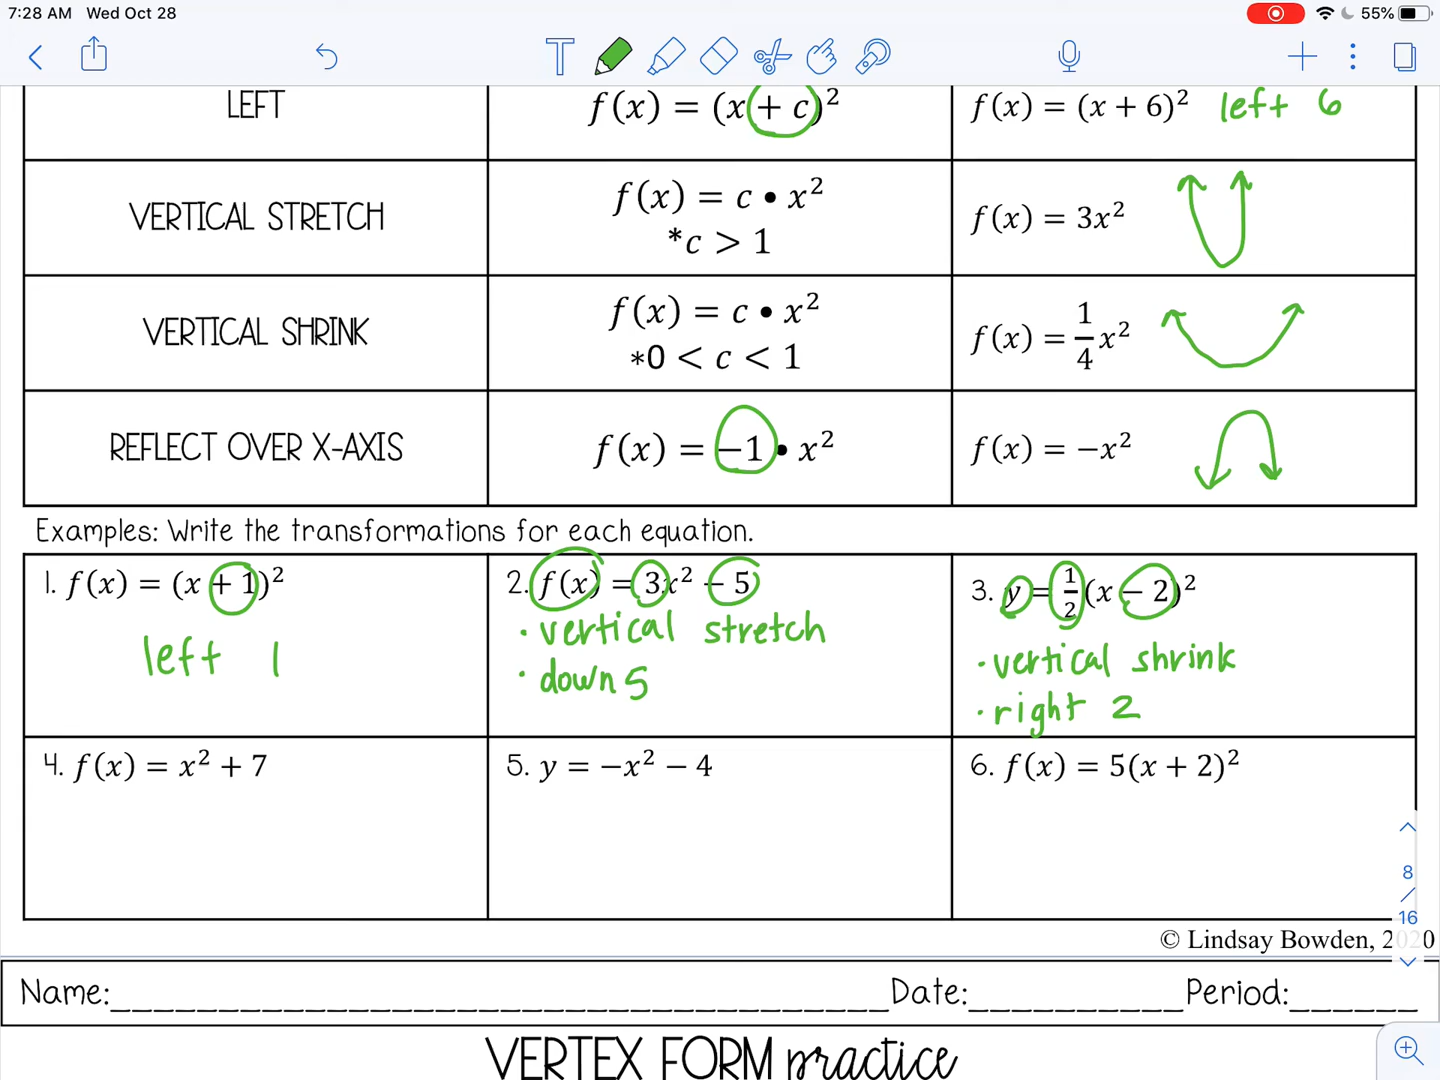 7:28 AM Wed Oct 28 55%
LEFT f(x) = (x + c)² f(x) = (x + 6)² left 6
VERTICAL STRETCH f(x) = c • x² f(x) = 3x²
*c > 1
VERTICAL SHRINK f(x) = c • x² f(x) = 1/4 x²
*0 < c < 1
REFLECT OVER X-AXIS f(x) = −1 • x² f(x) = −x²
Examples: Write the transformations for each equation.
1. f(x) = (x + 1)²
left 1
2. f(x) = 3x² − 5
· vertical stretch
· down 5
3. y = 1/2 (x − 2)²
· vertical shrink
· right 2
4. f(x) = x² + 7
5. y = −x² − 4
6. f(x) = 5(x + 2)²
8
/
16
© Lindsay Bowden, 2020
Name:____________________ Date:__________ Period:______
VERTEX FORM practice